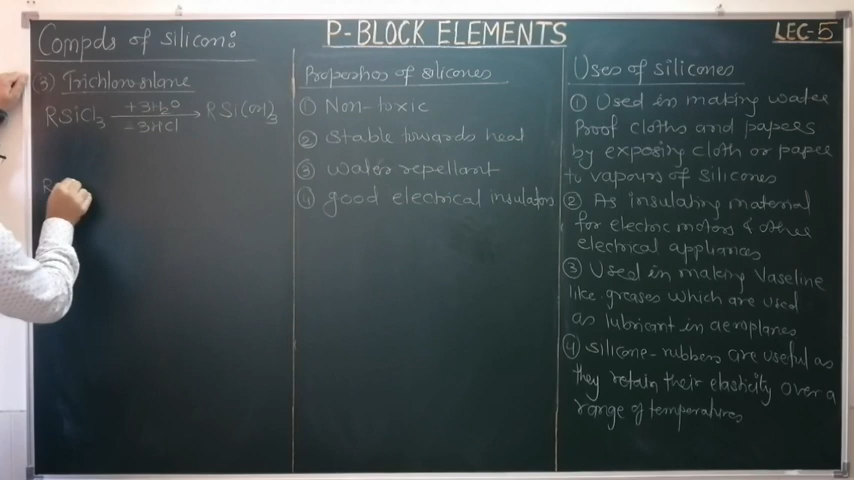 P-BLOCK ELEMENTS
LEC-5
Compds of silicon:
(3) Trichlorosilane
RSiCl₃ +3H₂O → RSi(OH)₃
-3HCl
R
Properties of silicones
① Non-toxic
② Stable towards heat
③ water repellant
④ good electrical insulators
Uses of silicones
① Used in making water
Proof cloths and papers
by exposing cloth or paper
to vapours of silicones
② As insulating material
for electric motors & other
electrical appliances
③ Used in making Vaseline
like greases which are used
as lubricant in aeroplanes
④ Silicone-rubbers are useful as
they retain their elasticity over a
range of temperatures